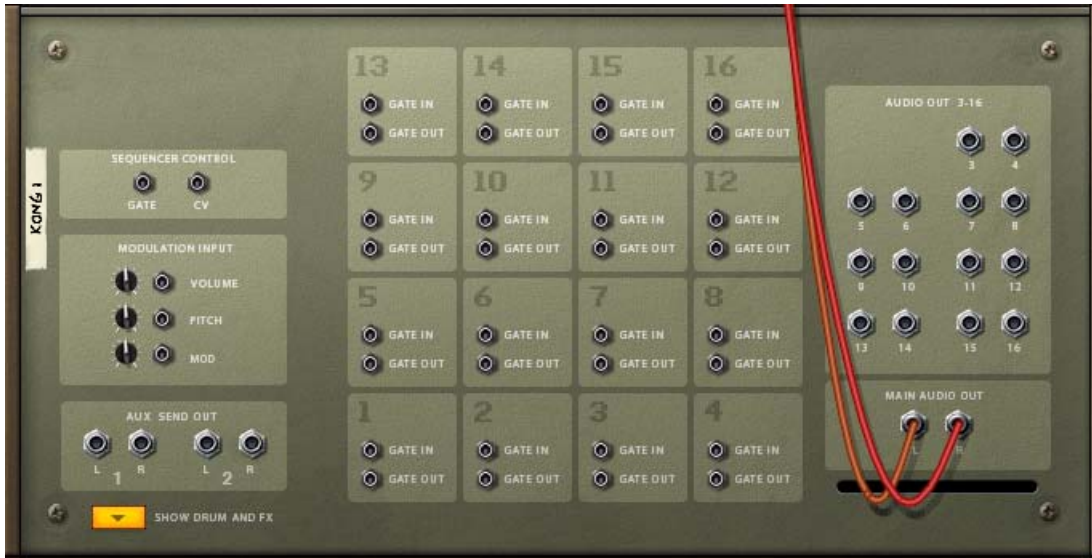 KONG 1
SEQUENCER CONTROL
GATE CV
MODULATION INPUT
VOLUME
PITCH
MOD
AUX SEND OUT
L R L R
1 2
SHOW DRUM AND FX
13 14 15 16
GATE IN GATE IN GATE IN GATE IN
GATE OUT GATE OUT GATE OUT GATE OUT
9 10 11 12
GATE IN GATE IN GATE IN GATE IN
GATE OUT GATE OUT GATE OUT GATE OUT
5 6 7 8
GATE IN GATE IN GATE IN GATE IN
GATE OUT GATE OUT GATE OUT GATE OUT
1 2 3 4
GATE IN GATE IN GATE IN GATE IN
GATE OUT GATE OUT GATE OUT GATE OUT
AUDIO OUT 3-16
3 4
5 6 7 8
9 10 11 12
13 14 15 16
MAIN AUDIO OUT
L R